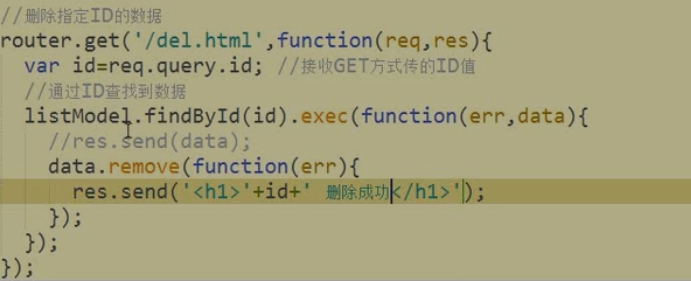 //删除指定ID的数据
router.get('/del.html',function(req,res){
var id=req.query.id; //接收GET方式传的ID值
//通过ID查找到数据
listModel.findById(id).exec(function(err,data){
//res.send(data);
data.remove(function(err){
res.send('<h1>'+id+' 删除成功</h1>');
});
});
});